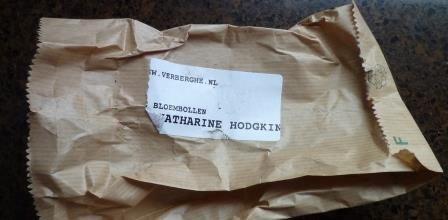 W.VERBERGHE.NL
BLOEMBOLLEN
ATHARINE HODGKIN
F